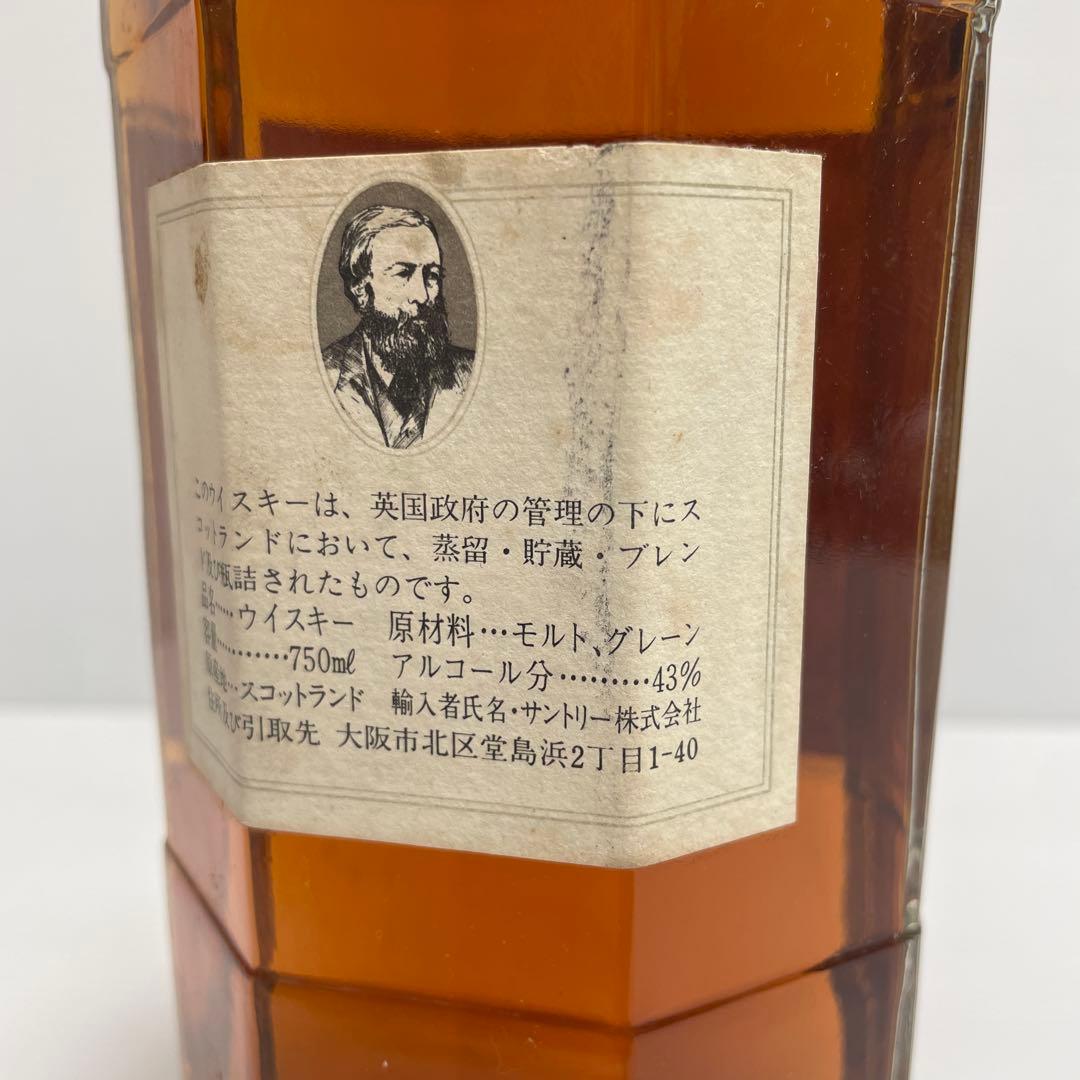 このウイスキーは、英国政府の管理の下にス
コットランドにおいて、蒸留・貯蔵・ブレン
ド及び瓶詰されたものです。
品名……ウイスキー 原材料…モルト、グレーン
容量…………750ml アルコール分………43%
原産地…スコットランド 輸入者氏名・サントリー株式会社
住所及び引取先 大阪市北区堂島浜2丁目1-40